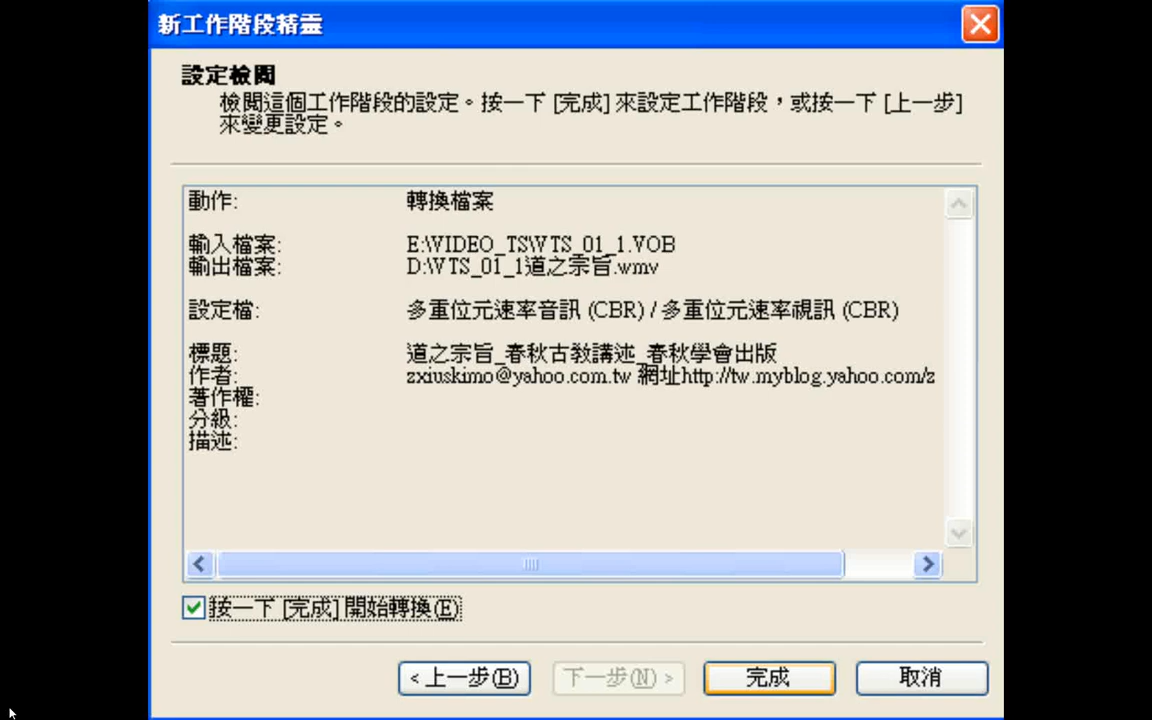 新工作階段精靈
設定檢閱
檢閱這個工作階段的設定。按一下 [完成] 來設定工作階段，或按一下 [上一步]
來變更設定。
動作: 轉換檔案
輸入檔案: E:\VIDEO_TS\VTS_01_1.VOB
輸出檔案: D:\VTS_01_1道之宗旨.wmv
設定檔: 多重位元速率音訊 (CBR) / 多重位元速率視訊 (CBR)
標題: 道之宗旨_春秋古教講述_春秋學會出版
作者: zxiuskimo@yahoo.com.tw 網址http://tw.myblog.yahoo.com/z
著作權:
分級:
描述:
按一下 [完成] 開始轉換(E)
< 上一步(B) 下一步(N) > 完成 取消